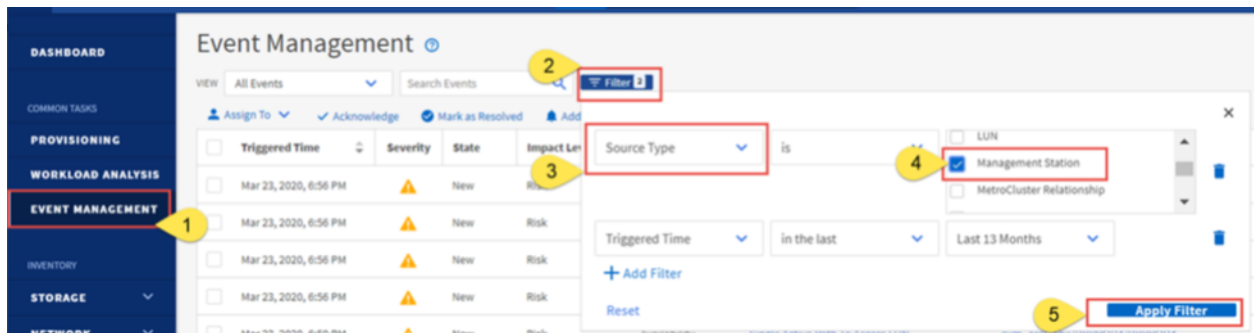 DASHBOARD
COMMON TASKS
PROVISIONING
WORKLOAD ANALYSIS
EVENT MANAGEMENT
1
INVENTORY
STORAGE
NETWORK
Event Management
VIEW All Events Search Events 2 Filter 2
Assign To Acknowledge Mark as Resolved Add
Triggered Time Severity State Impact Lev
Mar 23, 2020, 6:56 PM New Risk
Mar 23, 2020, 6:56 PM New Risk
Mar 23, 2020, 6:56 PM New Risk
Mar 23, 2020, 6:56 PM New Risk
Source Type is
3
LUN
4 Management Station
MetroCluster Relationship
Triggered Time in the last Last 13 Months
+ Add Filter
Reset 5 Apply Filter